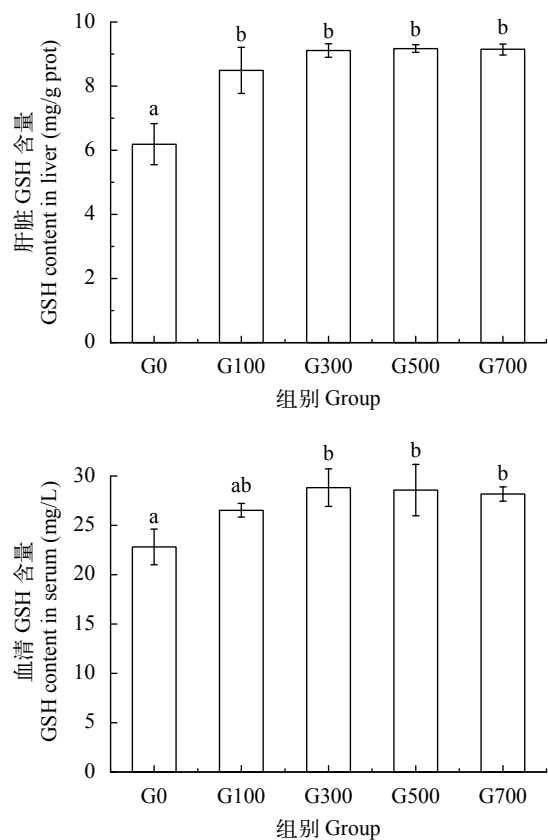 肝脏 GSH 含量
GSH content in liver (mg/g prot)
10
8
6
4
2
0
a
b
b
b
b
G0
G100
G300
G500
G700
组别 Group
血清 GSH 含量
GSH content in serum (mg/L)
30
25
20
15
10
5
0
a
ab
b
b
b
G0
G100
G300
G500
G700
组别 Group